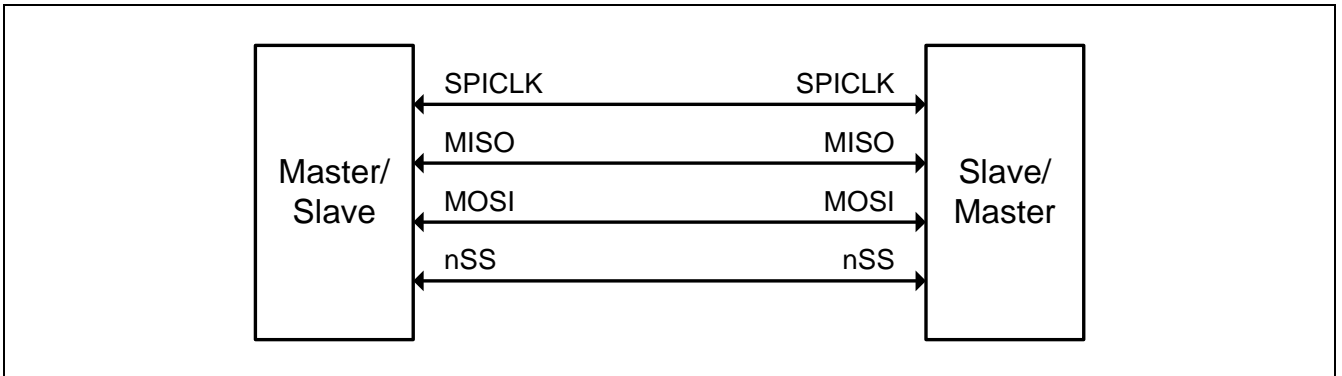 SPICLK SPICLK
MISO MISO
Master/
Slave
Slave/
Master
MOSI MOSI
nSS nSS